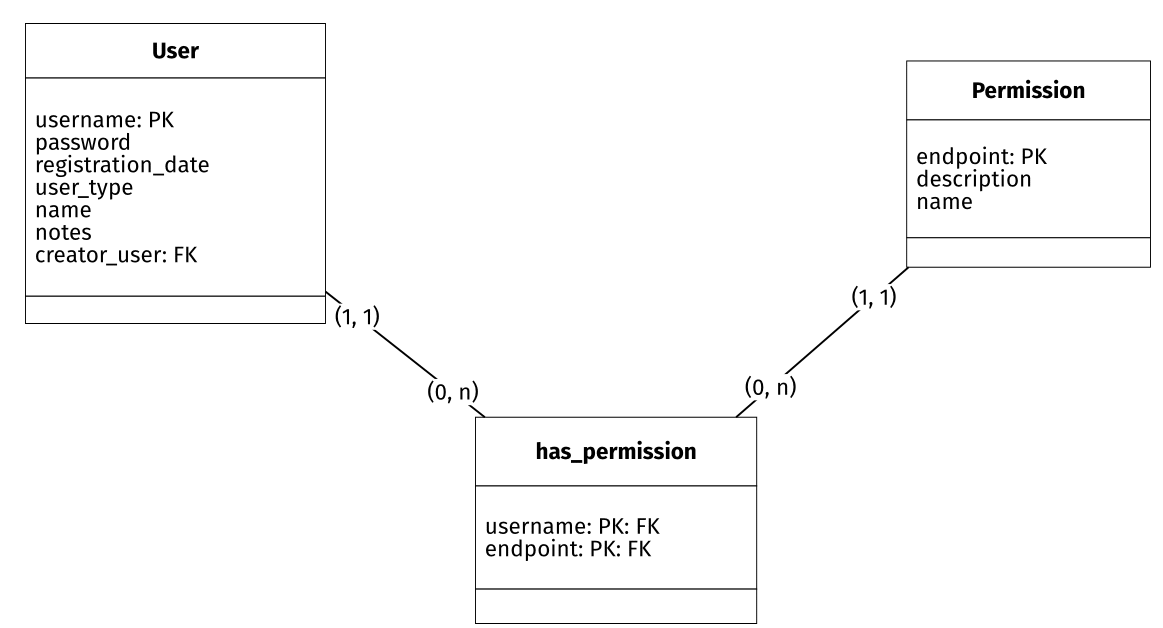 User
username: PK
password
registration_date
user_type
name
notes
creator_user: FK
Permission
endpoint: PK
description
name
(1, 1)
(1, 1)
(0, n)
(0, n)
has_permission
username: PK: FK
endpoint: PK: FK